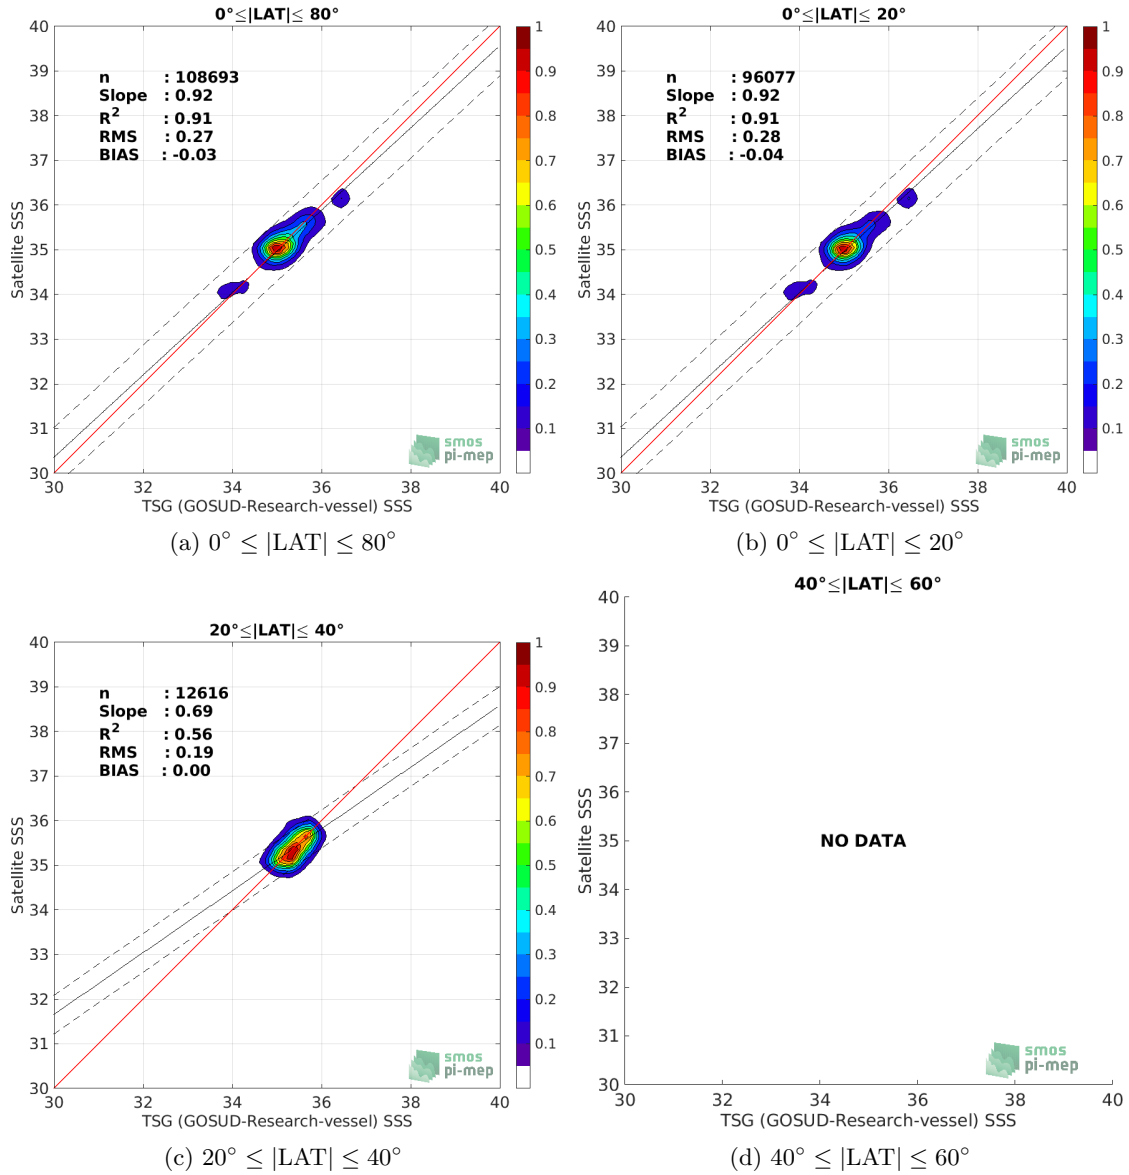 0°≤|LAT|≤ 80°
40
39
38
37
36
35
34
33
32
31
30
Satellite SSS
n : 108693
Slope : 0.92
R2 : 0.91
RMS : 0.27
BIAS : -0.03
smos
pi-mep
30 32 34 36 38 40
TSG (GOSUD-Research-vessel) SSS
1
0.9
0.8
0.7
0.6
0.5
0.4
0.3
0.2
0.1
(a) 0° ≤ |LAT| ≤ 80°
0°≤|LAT|≤ 20°
40
39
38
37
36
35
34
33
32
31
30
Satellite SSS
n : 96077
Slope : 0.92
R2 : 0.91
RMS : 0.28
BIAS : -0.04
smos
pi-mep
30 32 34 36 38 40
TSG (GOSUD-Research-vessel) SSS
1
0.9
0.8
0.7
0.6
0.5
0.4
0.3
0.2
0.1
(b) 0° ≤ |LAT| ≤ 20°
20°≤|LAT|≤ 40°
40
39
38
37
36
35
34
33
32
31
30
Satellite SSS
n : 12616
Slope : 0.69
R2 : 0.56
RMS : 0.19
BIAS : 0.00
smos
pi-mep
30 32 34 36 38 40
TSG (GOSUD-Research-vessel) SSS
1
0.9
0.8
0.7
0.6
0.5
0.4
0.3
0.2
0.1
(c) 20° ≤ |LAT| ≤ 40°
40°≤|LAT|≤ 60°
40
39
38
37
36
35
34
33
32
31
30
Satellite SSS
NO DATA
smos
pi-mep
30 32 34 36 38 40
TSG (GOSUD-Research-vessel) SSS
(d) 40° ≤ |LAT| ≤ 60°